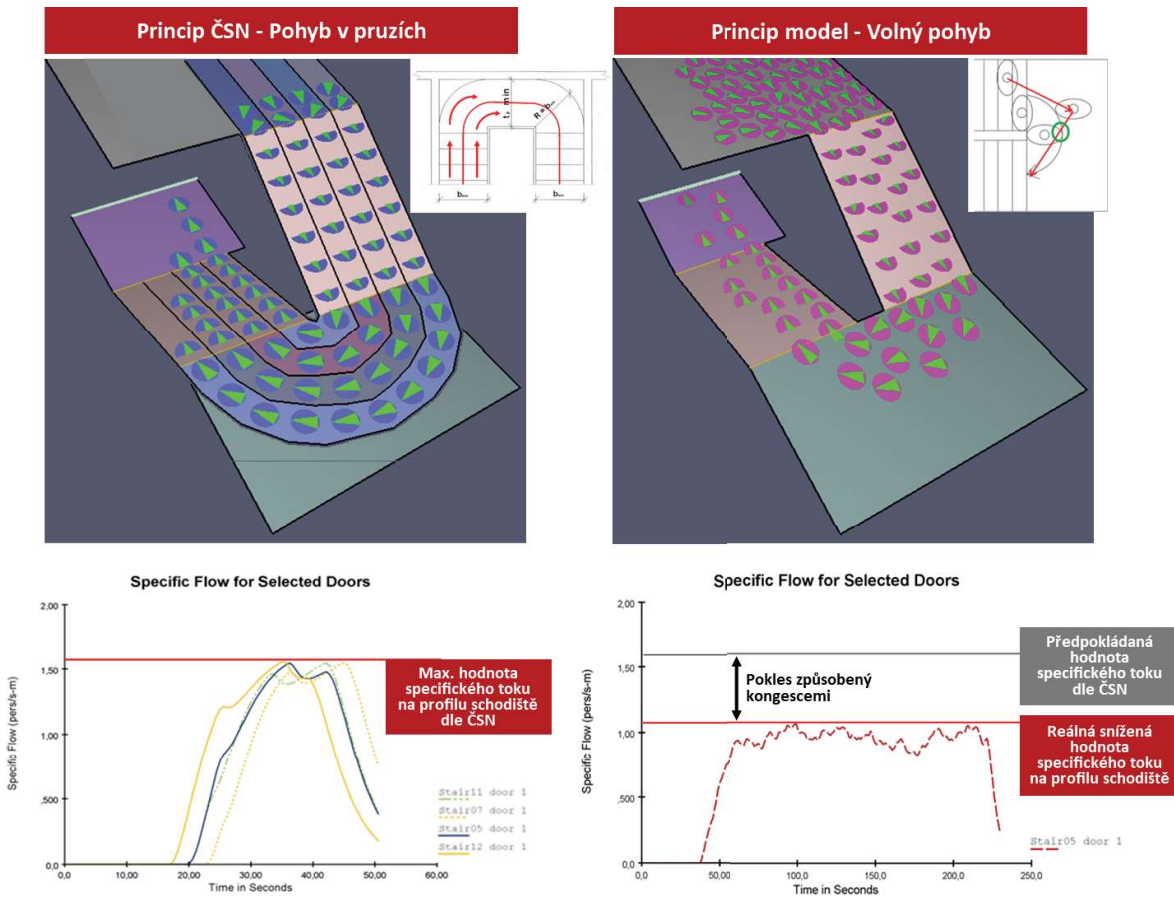 Princip ČSN - Pohyb v pruzích
Princip model - Volný pohyb
t, min
b
b
Specific Flow for Selected Doors
2,00
1,50
1,00
,500
0,0
0,0
10,00
20,00
30,00
40,00
50,00
60,00
Specific Flow (pers/s-m)
Time in Seconds
Max. hodnota
specifického toku
na profilu schodiště
dle ČSN
Stair11 door 1
Stair07 door 1
Stair05 door 1
Stair12 door 1
Specific Flow for Selected Doors
2,00
1,50
1,00
,500
0,0
0,0
50,00
100,0
150,0
200,0
250,0
Specific Flow (pers/s-m)
Time in Seconds
Pokles způsobený
kongescemi
Předpokládaná
hodnota
specifického toku
dle ČSN
Reálná snížená
hodnota
specifického toku
na profilu schodiště
Stair05 door 1